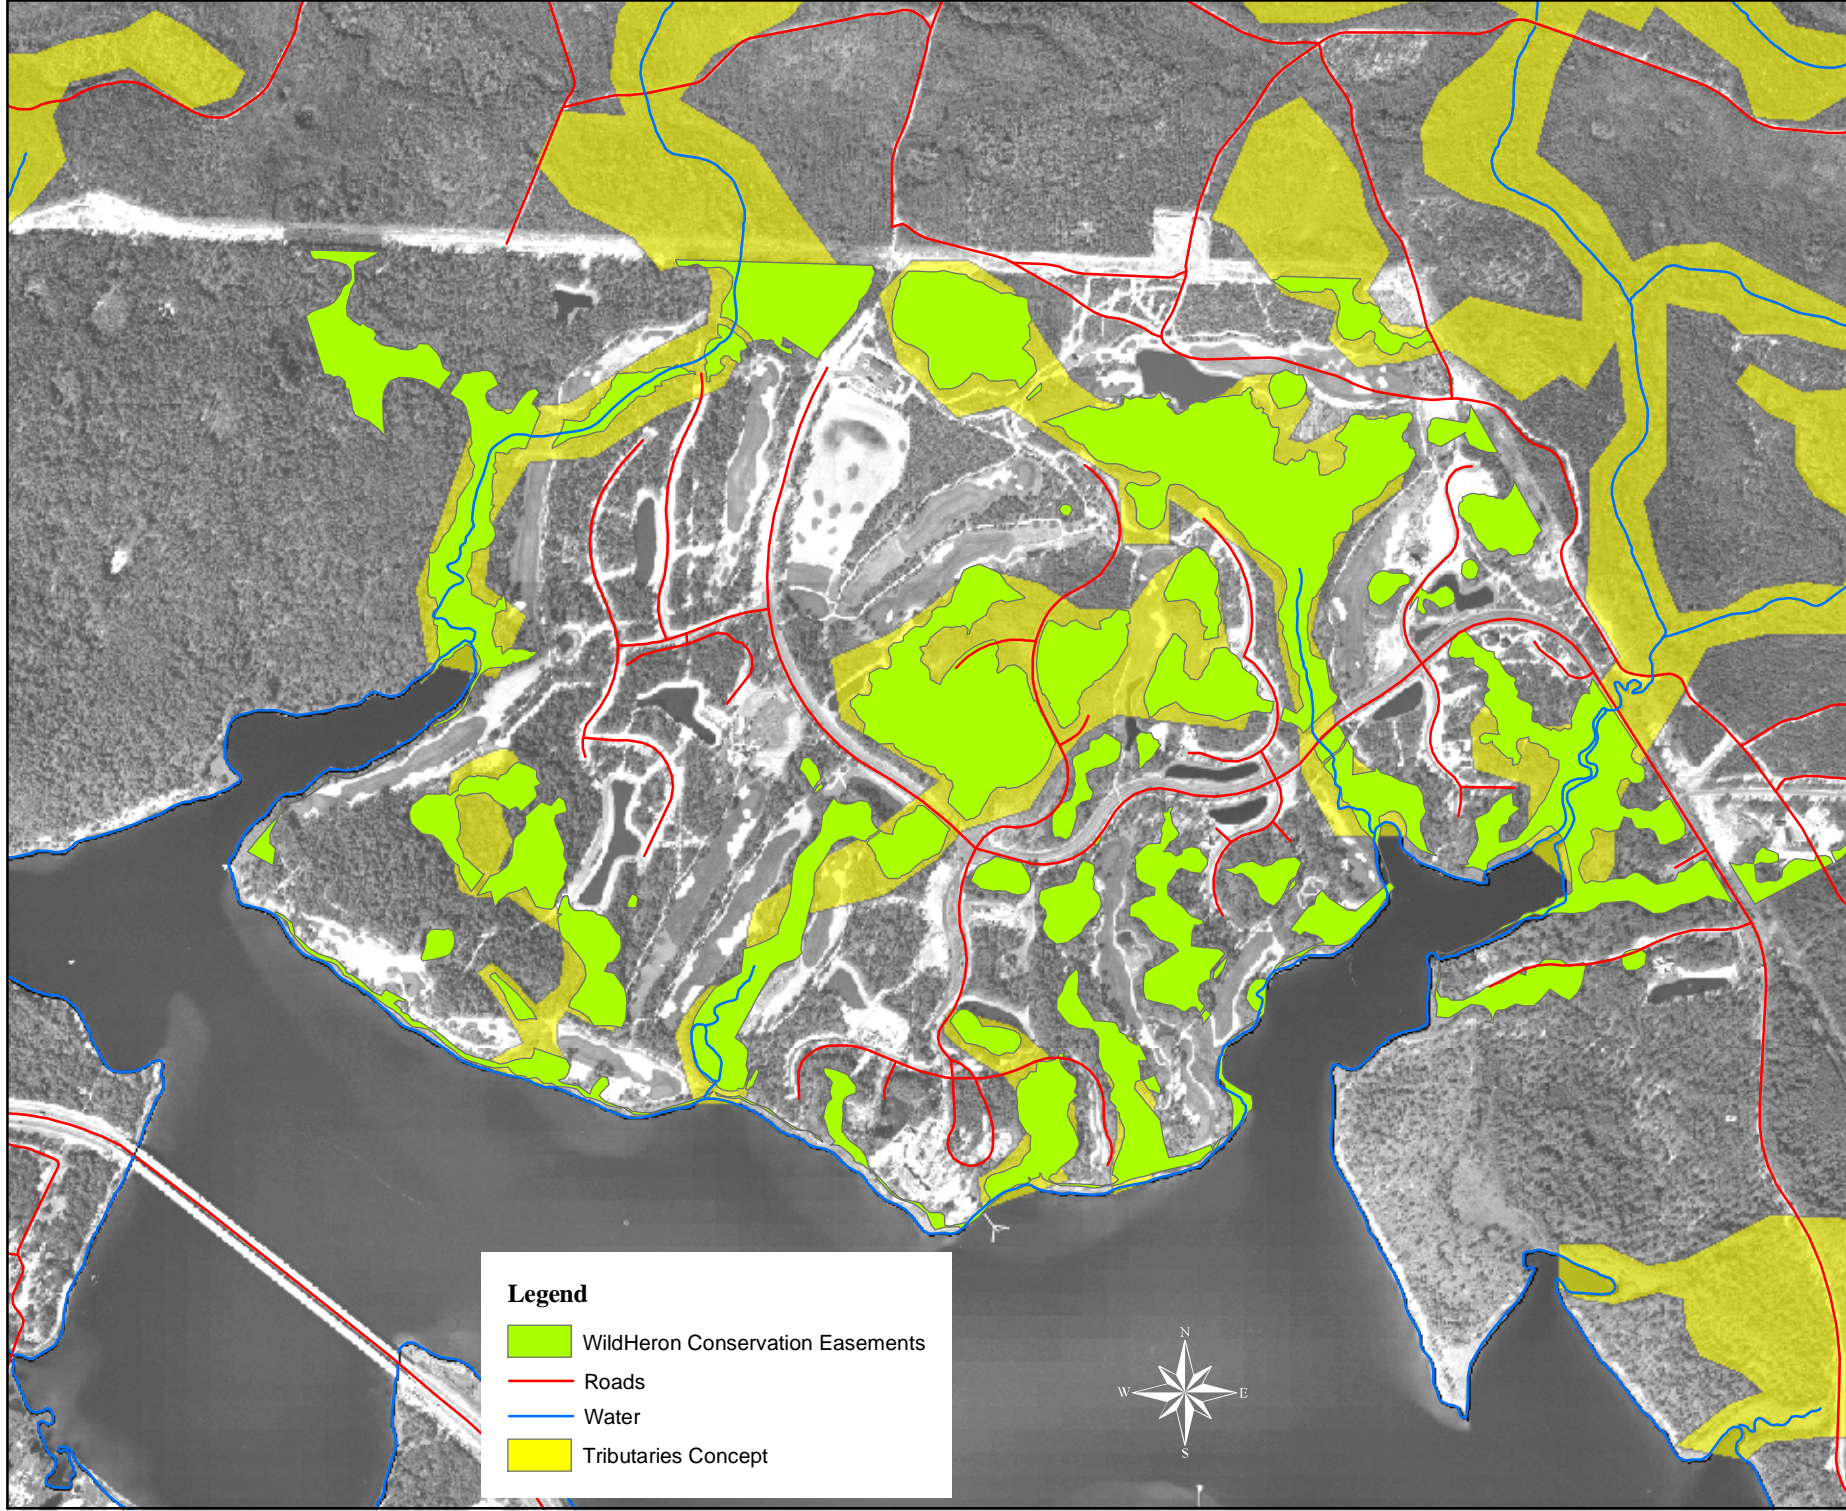 Legend
WildHeron Conservation Easements
Roads
Water
Tributaries Concept
N
W E
S